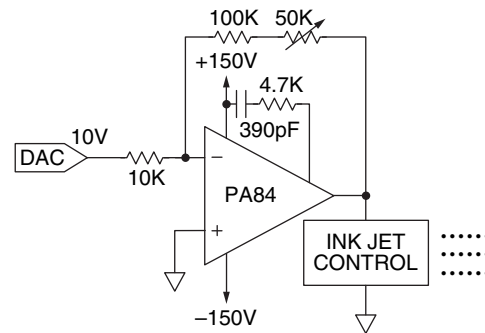 100K 50K
+150V
4.7K
390pF
10V
DAC
10K
−
PA84
+
INK JET
CONTROL
−150V